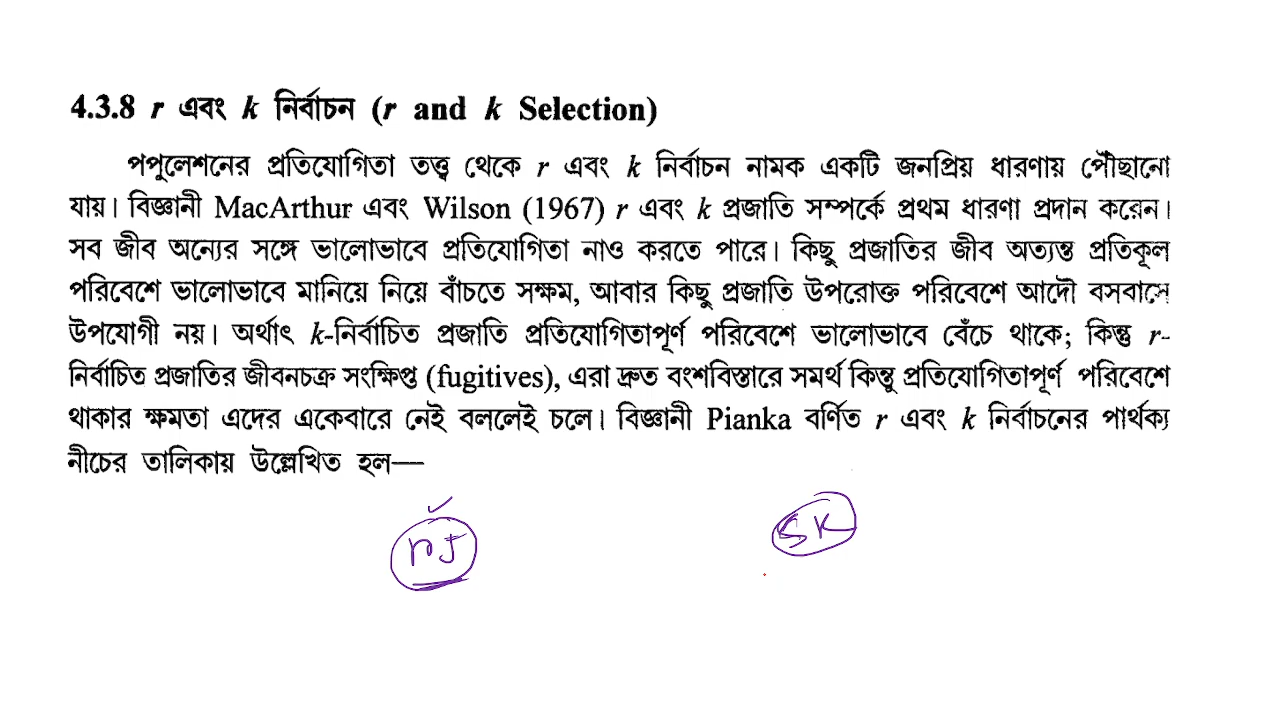 4.3.8 r এবং k নির্বাচন (r and k Selection)
পপুলেশনের প্রতিযোগিতা তত্ত্ব থেকে r এবং k নির্বাচন নামক একটি জনপ্রিয় ধারণায় পৌঁছানো
যায়। বিজ্ঞানী MacArthur এবং Wilson (1967) r এবং k প্রজাতি সম্পর্কে প্রথম ধারণা প্রদান করেন।
সব জীব অন্যের সঙ্গে ভালোভাবে প্রতিযোগিতা নাও করতে পারে। কিছু প্রজাতির জীব অত্যন্ত প্রতিকূল
পরিবেশে ভালোভাবে মানিয়ে নিয়ে বাঁচতে সক্ষম, আবার কিছু প্রজাতি উপরোক্ত পরিবেশে আদৌ বসবাসে
উপযোগী নয়। অর্থাৎ k-নির্বাচিত প্রজাতি প্রতিযোগিতাপূর্ণ পরিবেশে ভালোভাবে বেঁচে থাকে; কিন্তু r-
নির্বাচিত প্রজাতির জীবনচক্র সংক্ষিপ্ত (fugitives), এরা দ্রুত বংশবিস্তারে সমর্থ কিন্তু প্রতিযোগিতাপূর্ণ পরিবেশে
থাকার ক্ষমতা এদের একেবারে নেই বললেই চলে। বিজ্ঞানী Pianka বর্ণিত r এবং k নির্বাচনের পার্থক্য
নীচের তালিকায় উল্লেখিত হল—